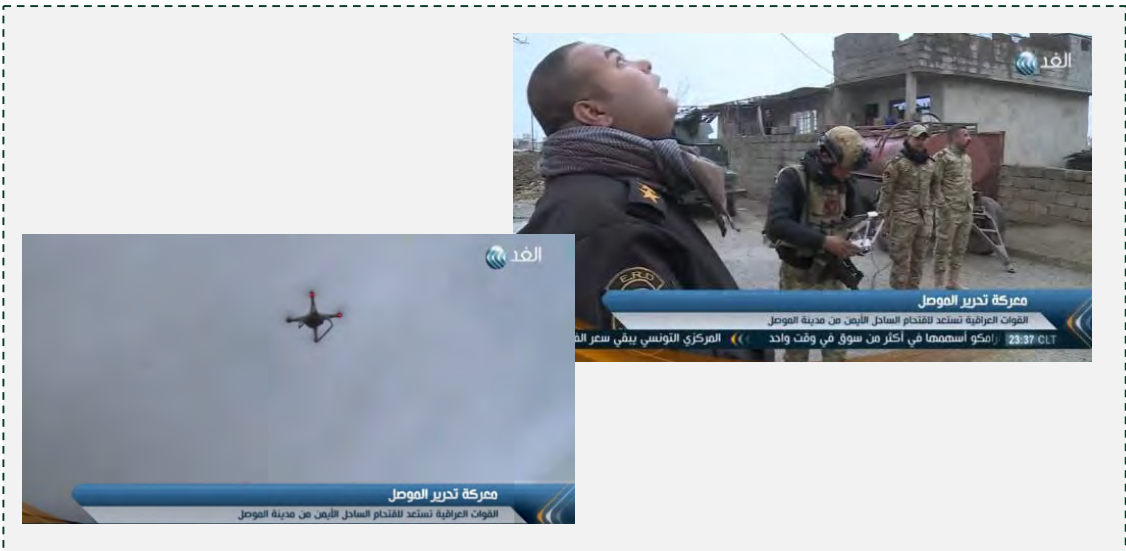 الغد
E.R.D
معركة تحرير الموصل
القوات العراقية تستعد لاقتحام الساحل الأيمن من مدينة الموصل
23:37 CLT
رامكو أسهمها في أكثر من سوق في وقت واحد
المركزي التونسي يبقي سعر الف
الغد
معركة تحرير الموصل
القوات العراقية تستعد لاقتحام الساحل الأيمن من مدينة الموصل